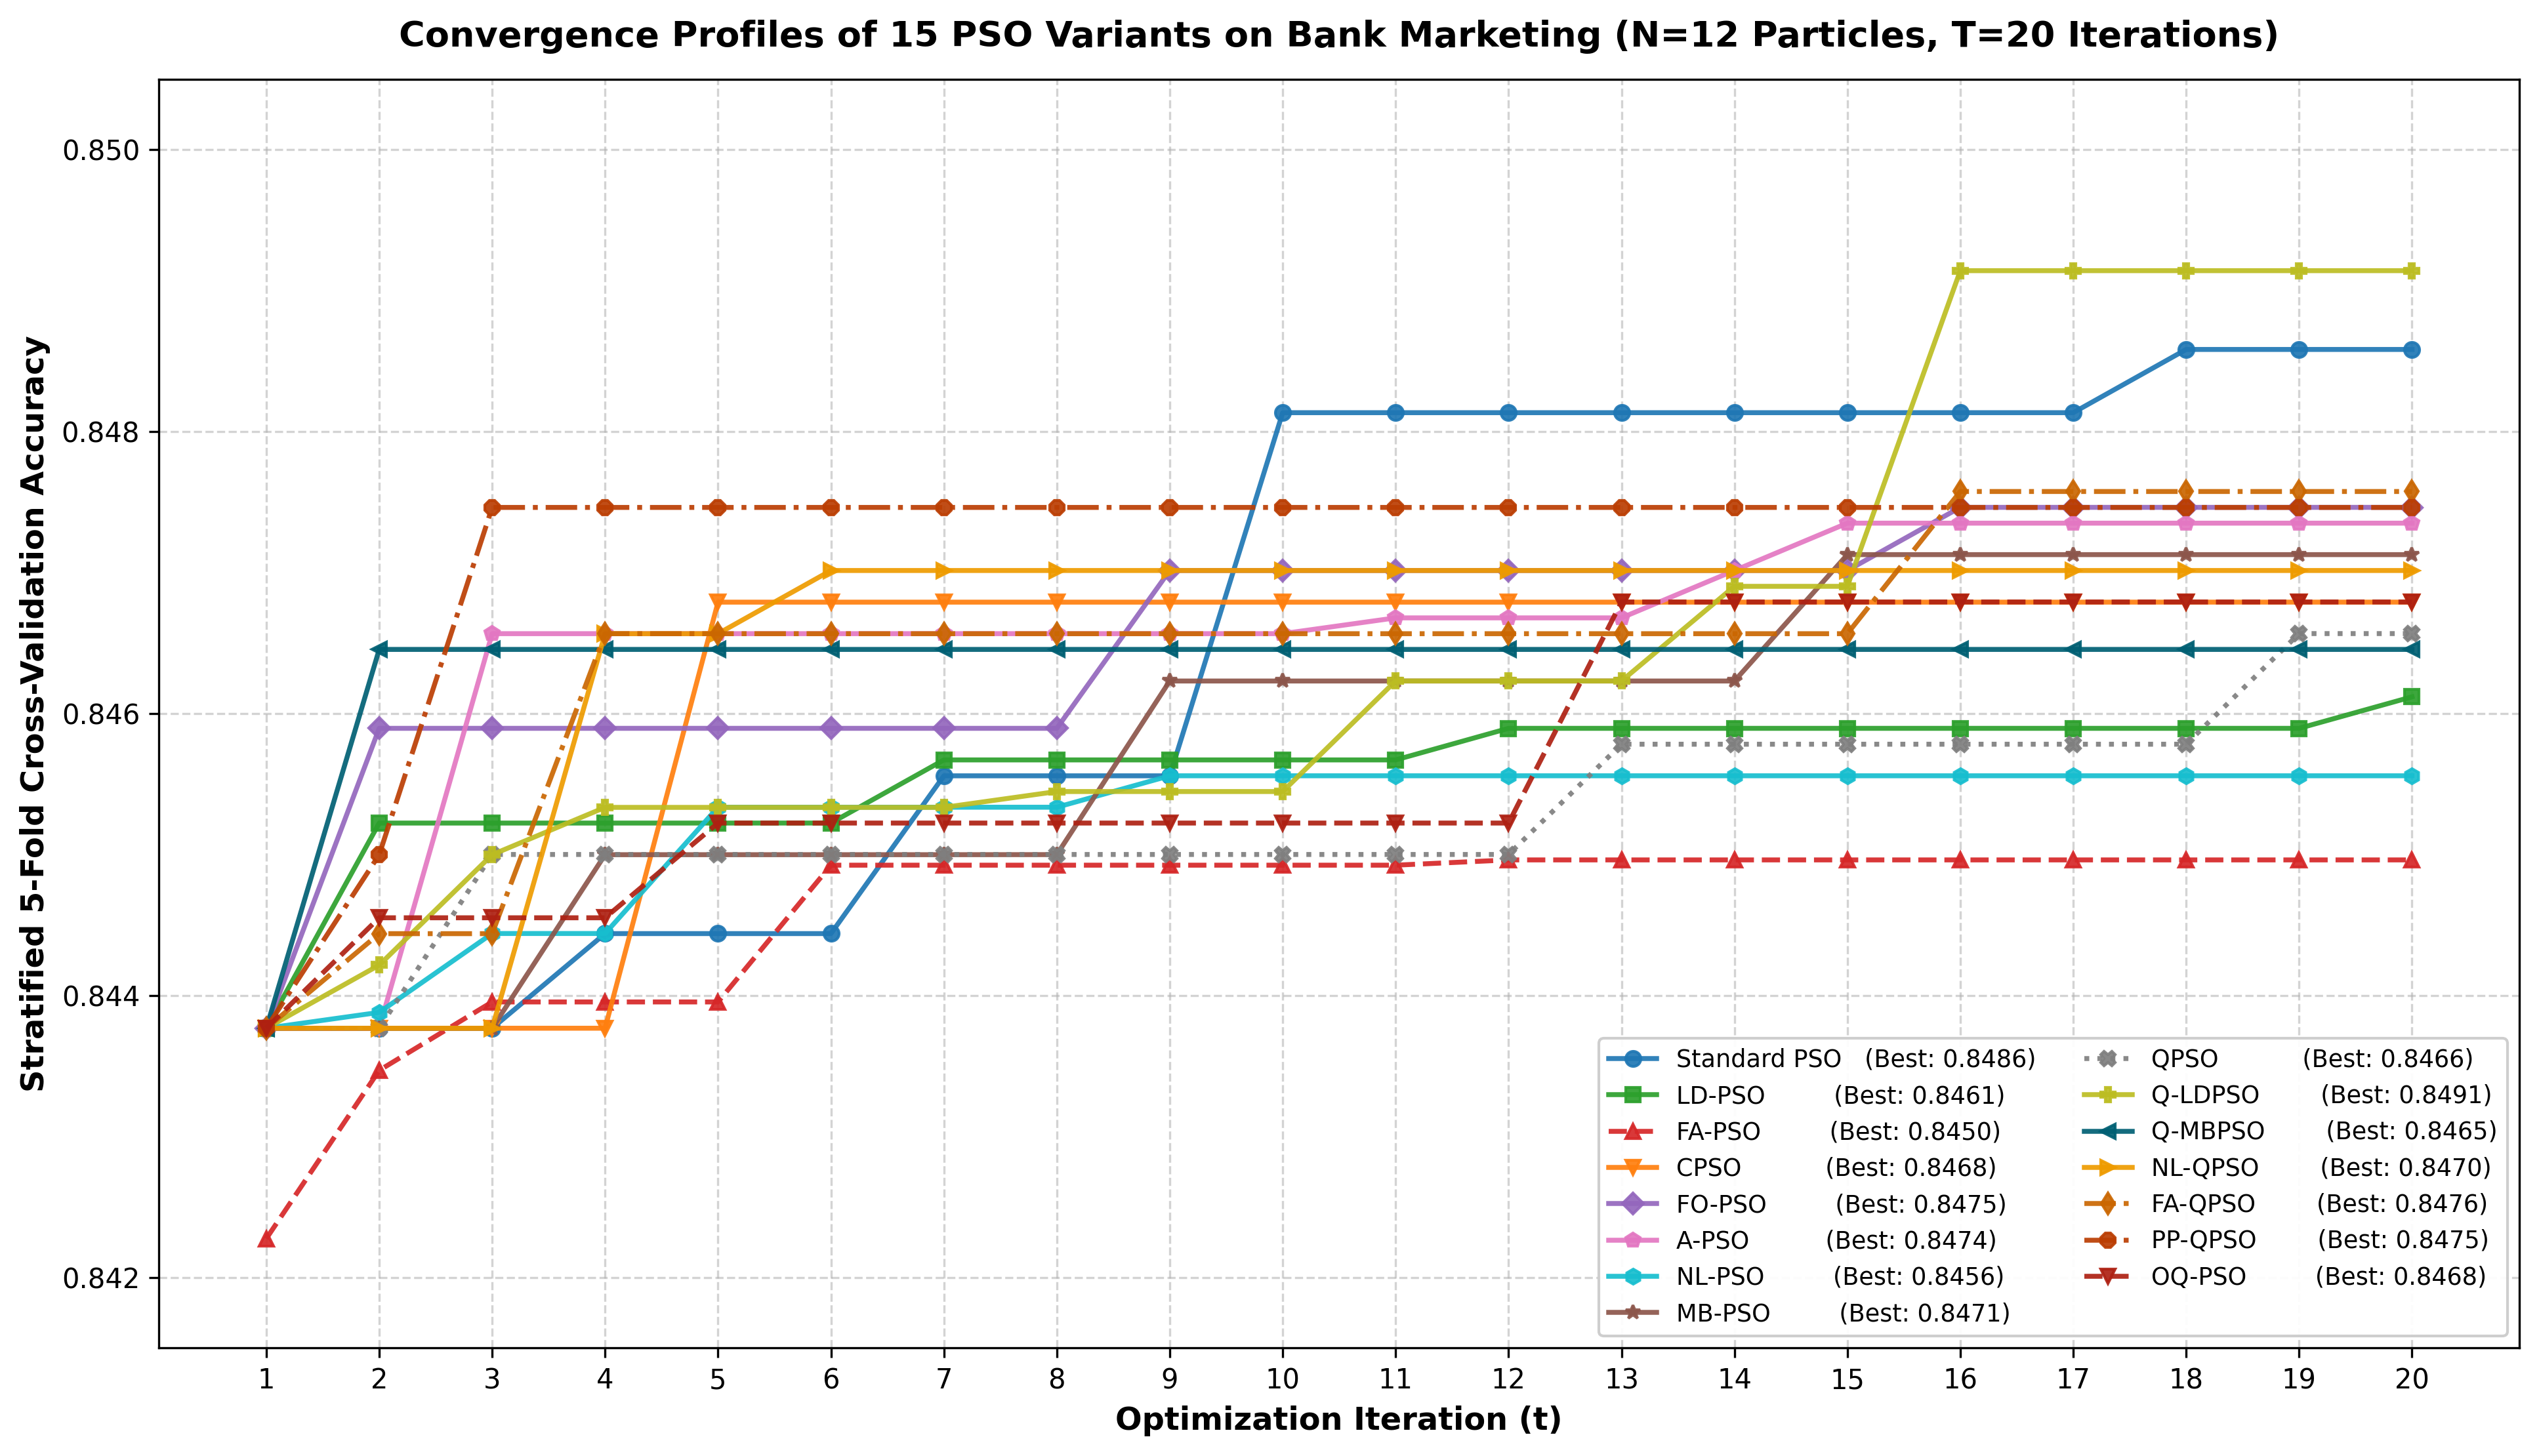 Convergence Profiles of 15 PSO Variants on Bank Marketing (N=12 Particles, T=20 Iterations)
Stratified 5-Fold Cross-Validation Accuracy
0.850
0.848
0.846
0.844
0.842
Standard PSO (Best: 0.8486)
LD-PSO (Best: 0.8461)
FA-PSO (Best: 0.8450)
CPSO (Best: 0.8468)
FO-PSO (Best: 0.8475)
A-PSO (Best: 0.8474)
NL-PSO (Best: 0.8456)
MB-PSO (Best: 0.8471)
QPSO (Best: 0.8466)
Q-LDPSO (Best: 0.8491)
Q-MBPSO (Best: 0.8465)
NL-QPSO (Best: 0.8470)
FA-QPSO (Best: 0.8476)
PP-QPSO (Best: 0.8475)
OQ-PSO (Best: 0.8468)
1 2 3 4 5 6 7 8 9 10 11 12 13 14 15 16 17 18 19 20
Optimization Iteration (t)